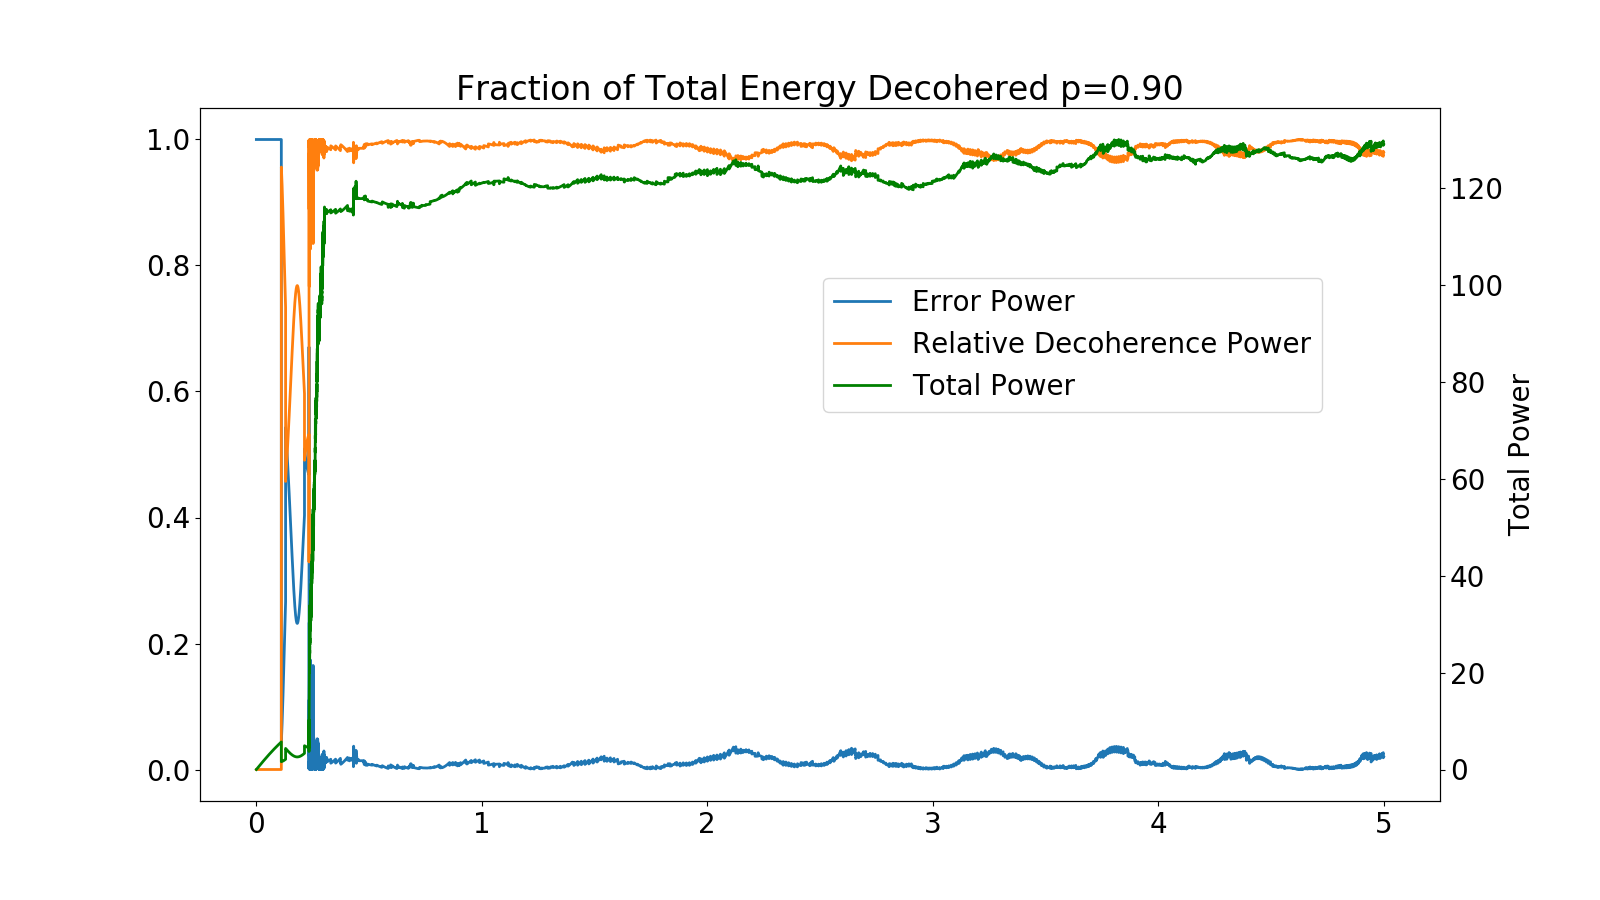 Fraction of Total Energy Decohered p=0.90
1.0
0.8
0.6
0.4
0.2
0.0
Error Power
Relative Decoherence Power
Total Power
120
100
80
60
40
20
0
Total Power
0 1 2 3 4 5